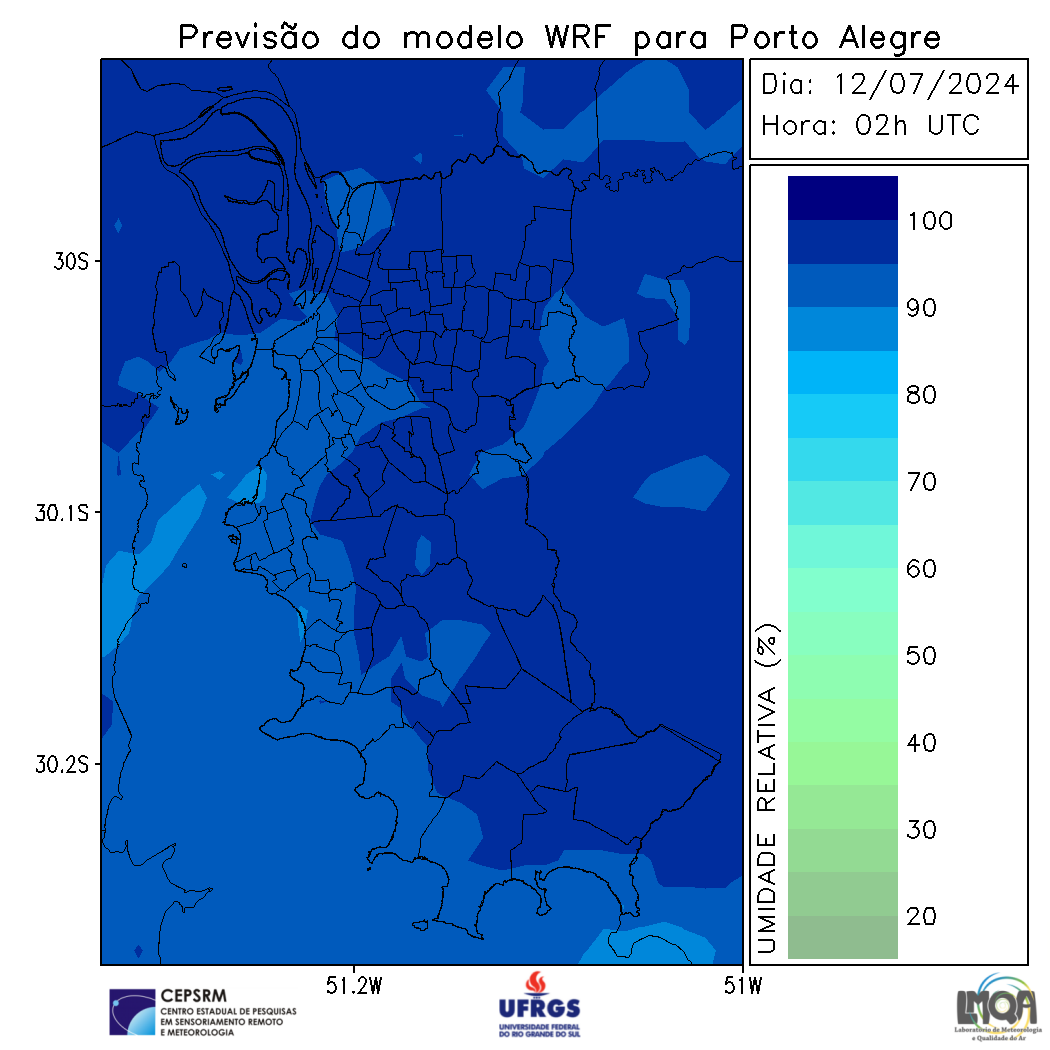 Previsão do modelo WRF para Porto Alegre
Dia: 12/07/2024
Hora: 02h UTC
30S
30.1S
30.2S
51.2W
51W
100
90
80
70
60
50
40
30
20
UMIDADE RELATIVA (%)
CEPSRM
CENTRO ESTADUAL DE PESQUISAS
EM SENSORIAMENTO REMOTO
E METEOROLOGIA
UFRGS
UNIVERSIDADE FEDERAL
DO RIO GRANDE DO SUL
LMQA
Laboratório de Meteorologia
e Qualidade do Ar